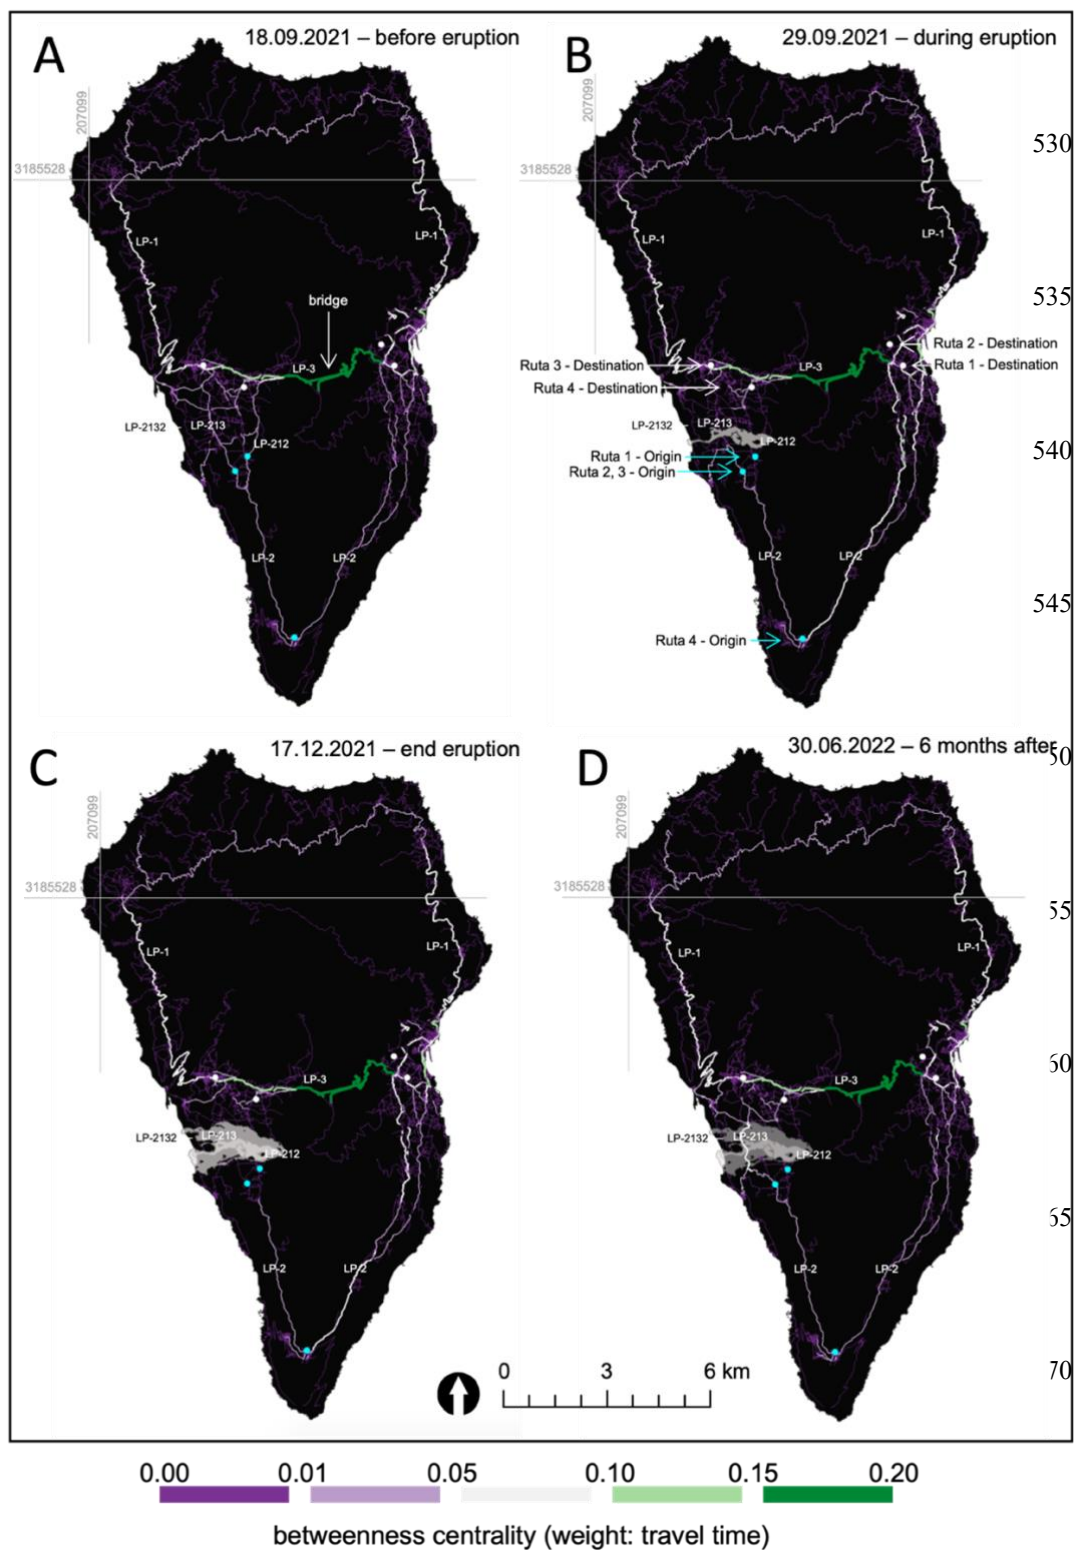 A
18.09.2021 – before eruption
207099
3185528
LP-1
LP-1
bridge
LP-3
LP-2132
LP-213
LP-212
LP-2
LP-2
B
29.09.2021 – during eruption
207099
3185528
LP-1
LP-1
Ruta 2 - Destination
Ruta 3 - Destination
LP-3
Ruta 1 - Destination
Ruta 4 - Destination
LP-2132
LP-213
LP-212
Ruta 1 - Origin
Ruta 2, 3 - Origin
LP-2
LP-2
Ruta 4 - Origin
530
535
540
545
C
17.12.2021 – end eruption
207099
3185528
LP-1
LP-1
LP-3
LP-2132
LP-213
LP-212
LP-2
LP-2
D
30.06.2022 – 6 months after
207099
3185528
LP-1
LP-1
LP-3
LP-2132
LP-213
LP-212
LP-2
LP-2
50
55
60
65
70
0 3 6 km
0.00 0.01 0.05 0.10 0.15 0.20
betweenness centrality (weight: travel time)